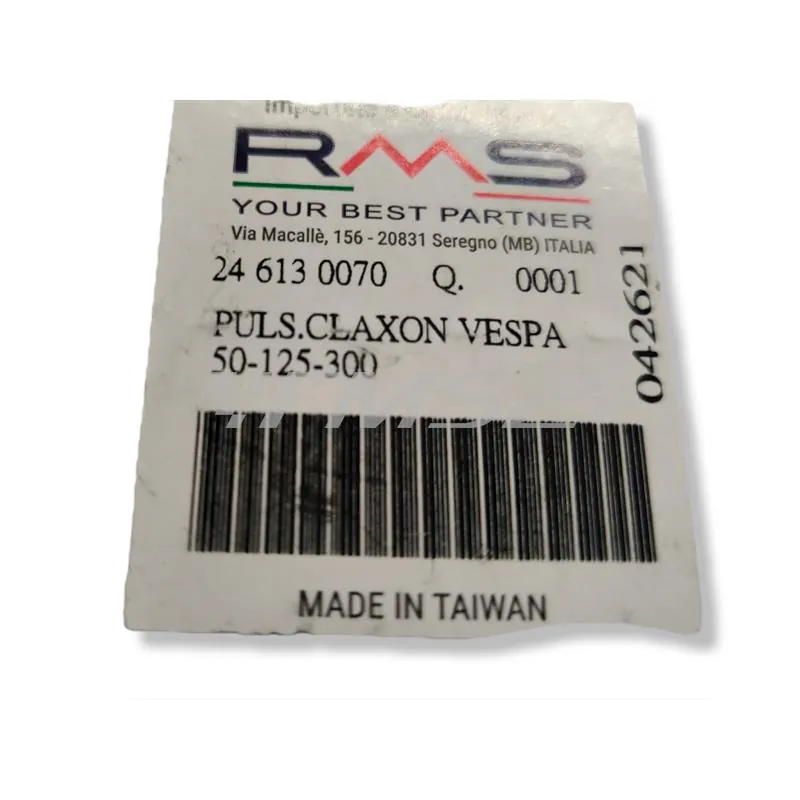 RMS
YOUR BEST PARTNER
Via Macallè, 156 - 20831 Seregno (MB) ITALIA
24 613 0070 Q. 0001
PULS.CLAXON VESPA
50-125-300
042621
MADE IN TAIWAN